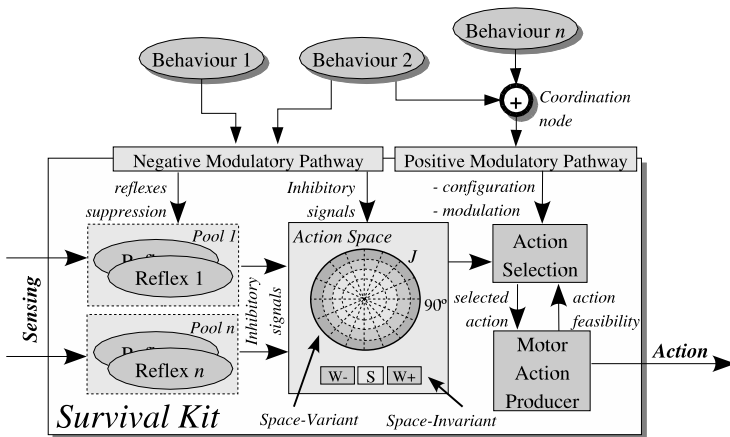 Behaviour n
Behaviour 1
Behaviour 2
+
Coordination
node
Negative Modulatory Pathway
Positive Modulatory Pathway
reflexes
suppression
Inhibitory
signals
- configuration
- modulation
Pool 1
Reflex 1
Action Space
J
90º
Action
Selection
Inhibitory
signals
selected
action
action
feasibility
Sensing
Pool n
Reflex n
W-
S
W+
Motor
Action
Producer
Action
Survival Kit
Space-Variant
Space-Invariant